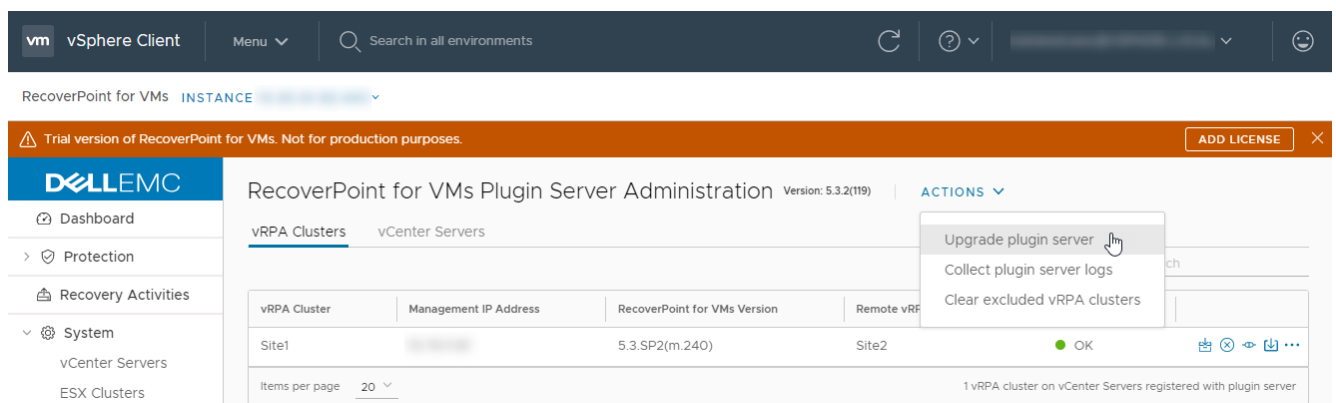 vm vSphere Client Menu Search in all environments
RecoverPoint for VMs INSTANCE
Trial version of RecoverPoint for VMs. Not for production purposes. ADD LICENSE
DELLEMC
RecoverPoint for VMs Plugin Server Administration Version: 5.3.2(119) ACTIONS
Dashboard
vRPA Clusters vCenter Servers
Upgrade plugin server
Protection
ch
Collect plugin server logs
Recovery Activities
Clear excluded vRPA clusters
vRPA Cluster Management IP Address RecoverPoint for VMs Version Remote vRP
System
Site1 5.3.SP2(m.240) Site2 OK
vCenter Servers
Items per page 20 1 vRPA cluster on vCenter Servers registered with plugin server
ESX Clusters